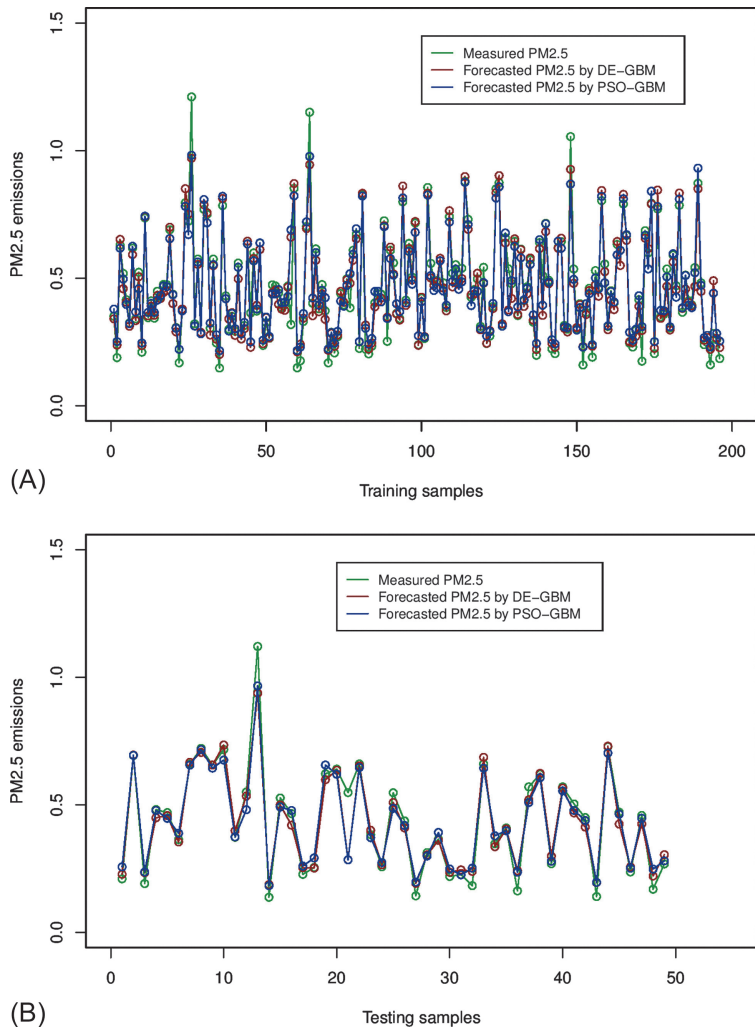 1.5
1.0
0.5
0.0
PM2.5 emissions
Measured PM2.5
Forecasted PM2.5 by DE−GBM
Forecasted PM2.5 by PSO−GBM
0 50 100 150 200
Training samples
(A)
1.5
1.0
0.5
0.0
PM2.5 emissions
Measured PM2.5
Forecasted PM2.5 by DE−GBM
Forecasted PM2.5 by PSO−GBM
0 10 20 30 40 50
Testing samples
(B)